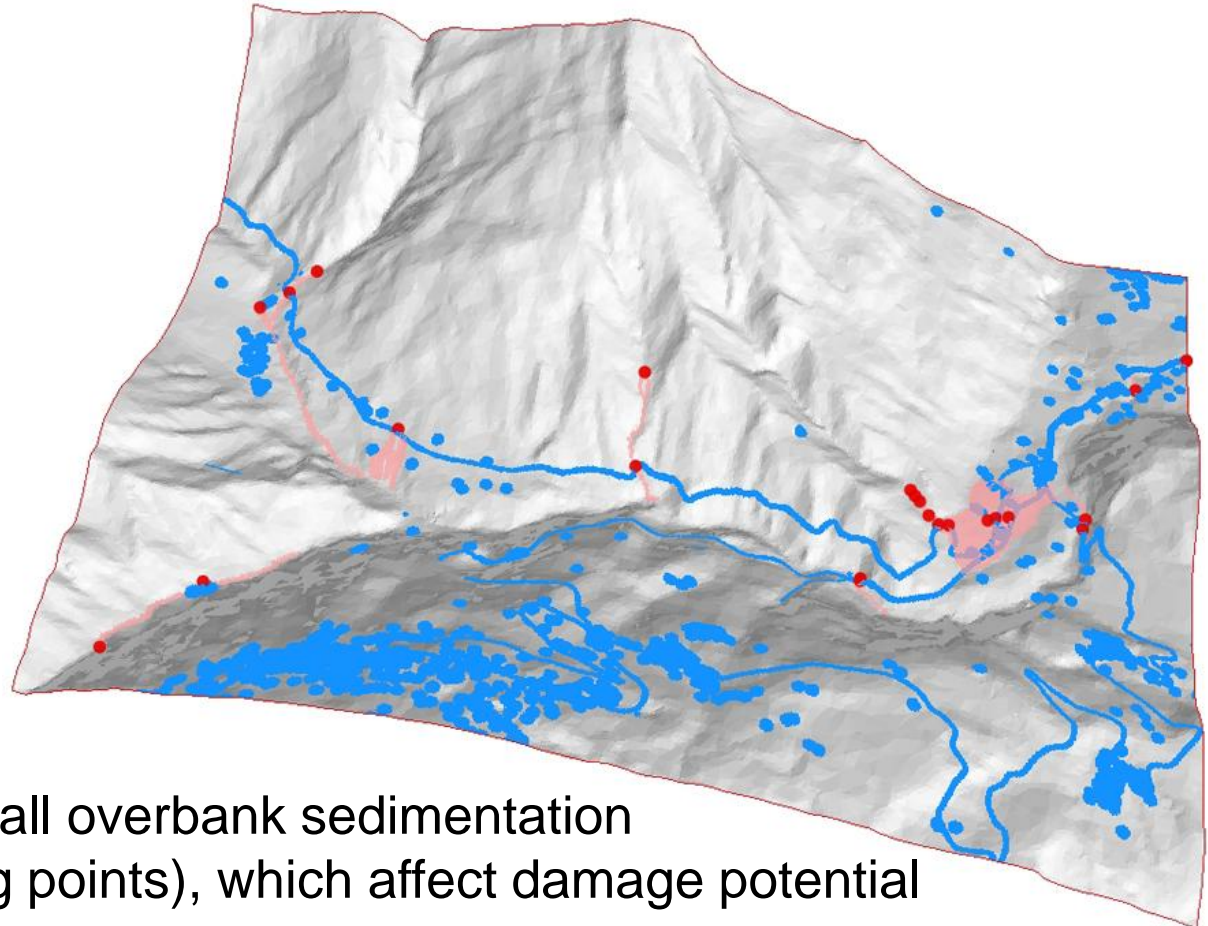 all overbank sedimentation
g points), which affect damage potential